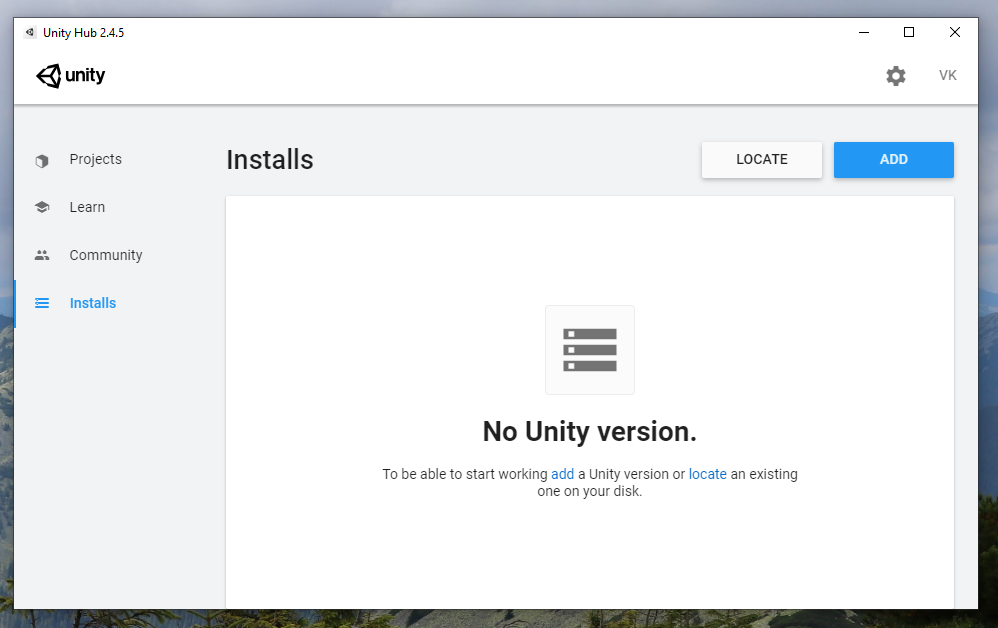 Unity Hub 2.4.5
unity
VK
Projects
Learn
Community
Installs
Installs
LOCATE
ADD
No Unity version.
To be able to start working add a Unity version or locate an existing
one on your disk.